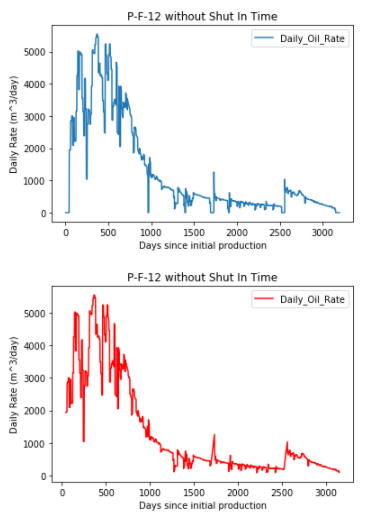 P-F-12 without Shut In Time
Daily_Oil_Rate
5000
4000
3000
2000
1000
0
Daily Rate (m^3/day)
0 500 1000 1500 2000 2500 3000
Days since initial production
P-F-12 without Shut In Time
Daily_Oil_Rate
5000
4000
3000
2000
1000
0
Daily Rate (m^3/day)
0 500 1000 1500 2000 2500 3000
Days since initial production